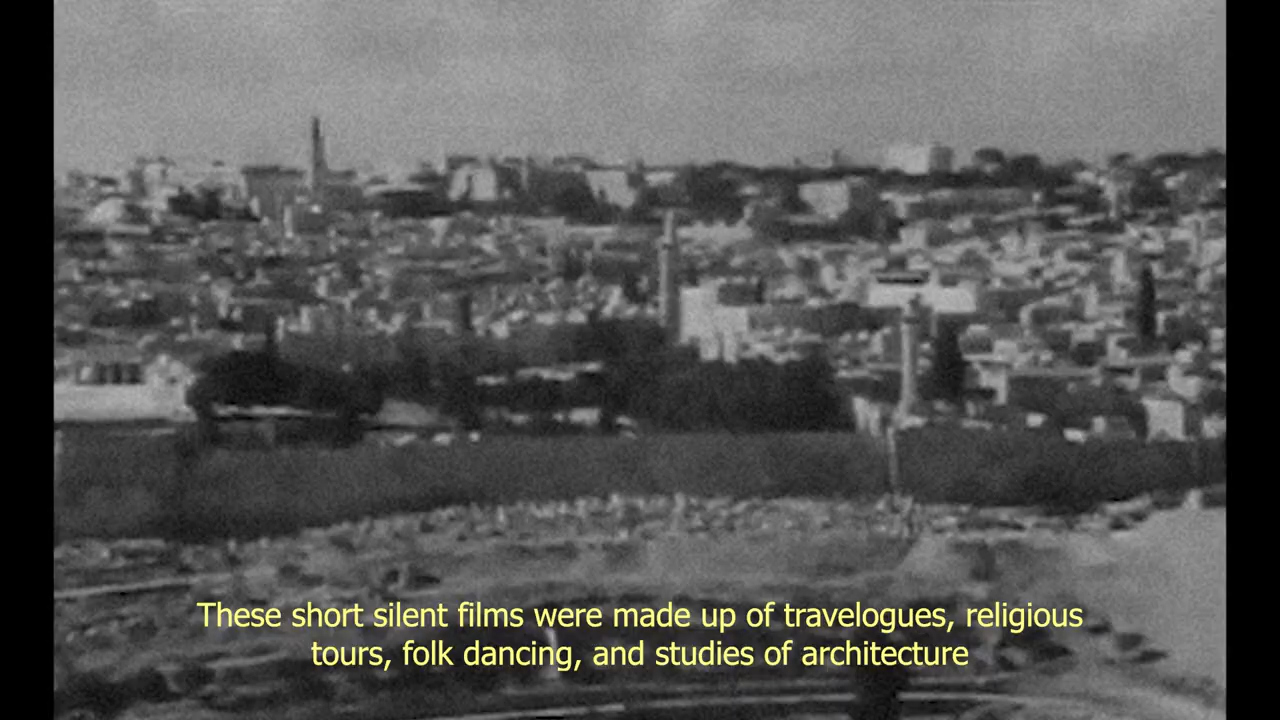 These short silent films were made up of travelogues, religious
tours, folk dancing, and studies of architecture